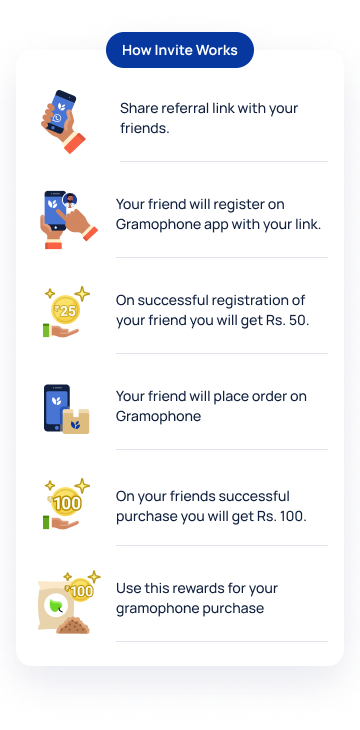 How Invite Works
Share referral link with your
friends.
Your friend will register on
Gramophone app with your link.
₹25
On successful registration of
your friend you will get Rs. 50.
Your friend will place order on
Gramophone
100
On your friends successful
purchase you will get Rs. 100.
₹100
Use this rewards for your
gramophone purchase